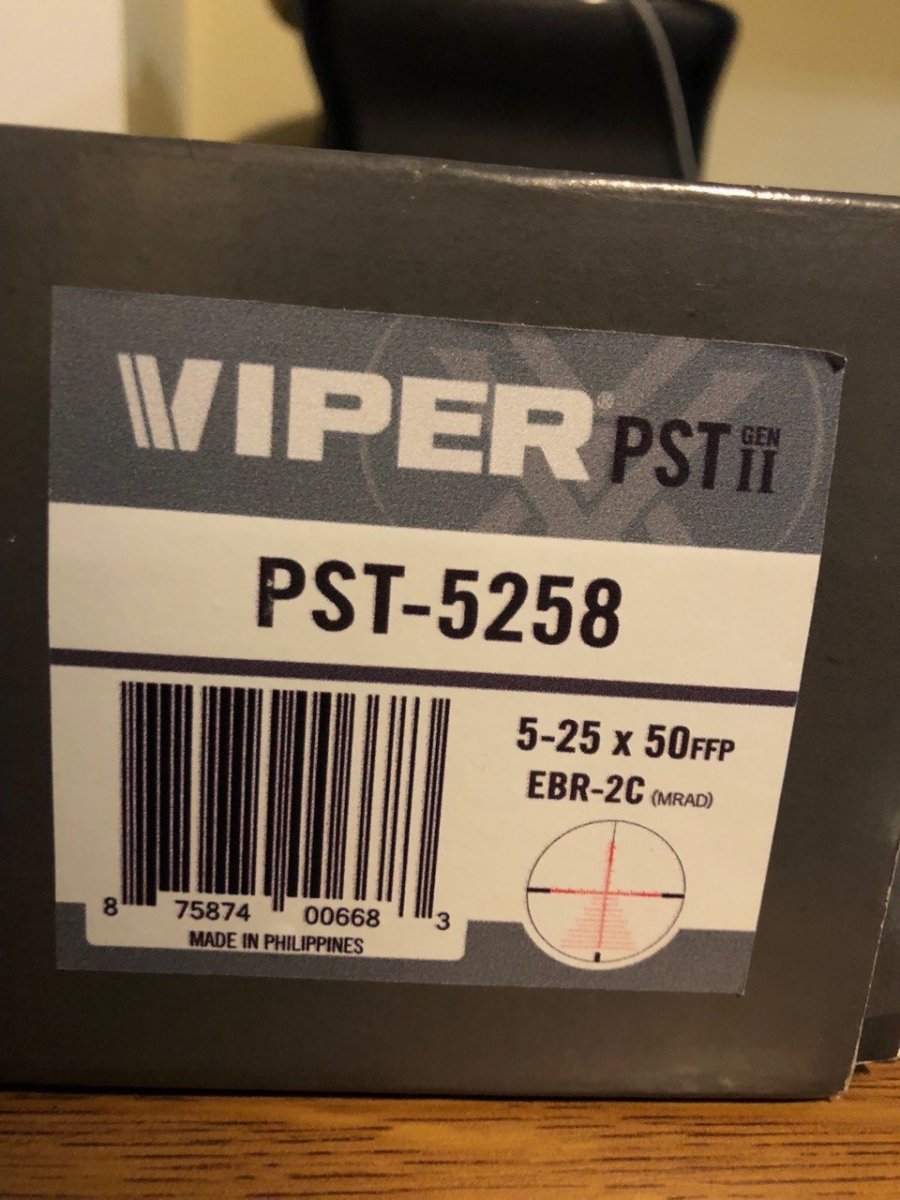 VIPER® PST GEN II
PST-5258
5-25 x 50FFP
EBR-2C (MRAD)
8 75874 00668 3
MADE IN PHILIPPINES